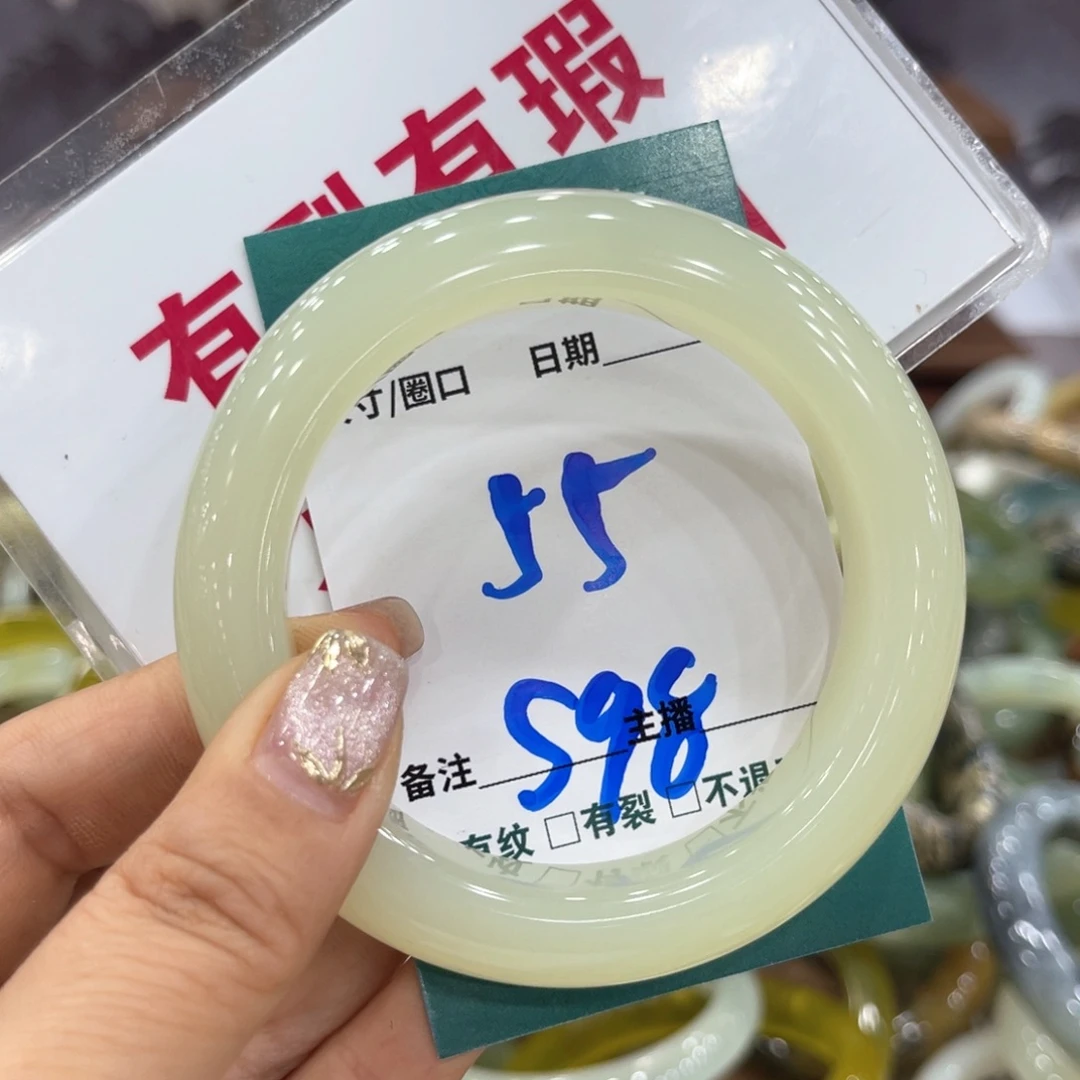 有裂有瑕
寸/圈口 日期
55
598
备注 主播
有纹 □有裂 □不退